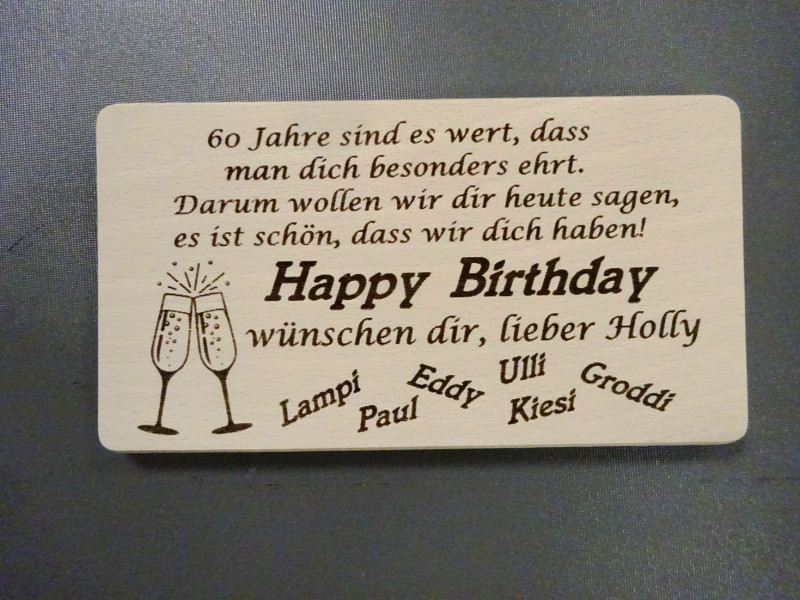 60 Jahre sind es wert, dass
man dich besonders ehrt.
Darum wollen wir dir heute sagen,
es ist schön, dass wir dich haben!
Happy Birthday
wünschen dir, lieber Holly
Lampi Eddy Ulli Groddi
Paul Kiesi